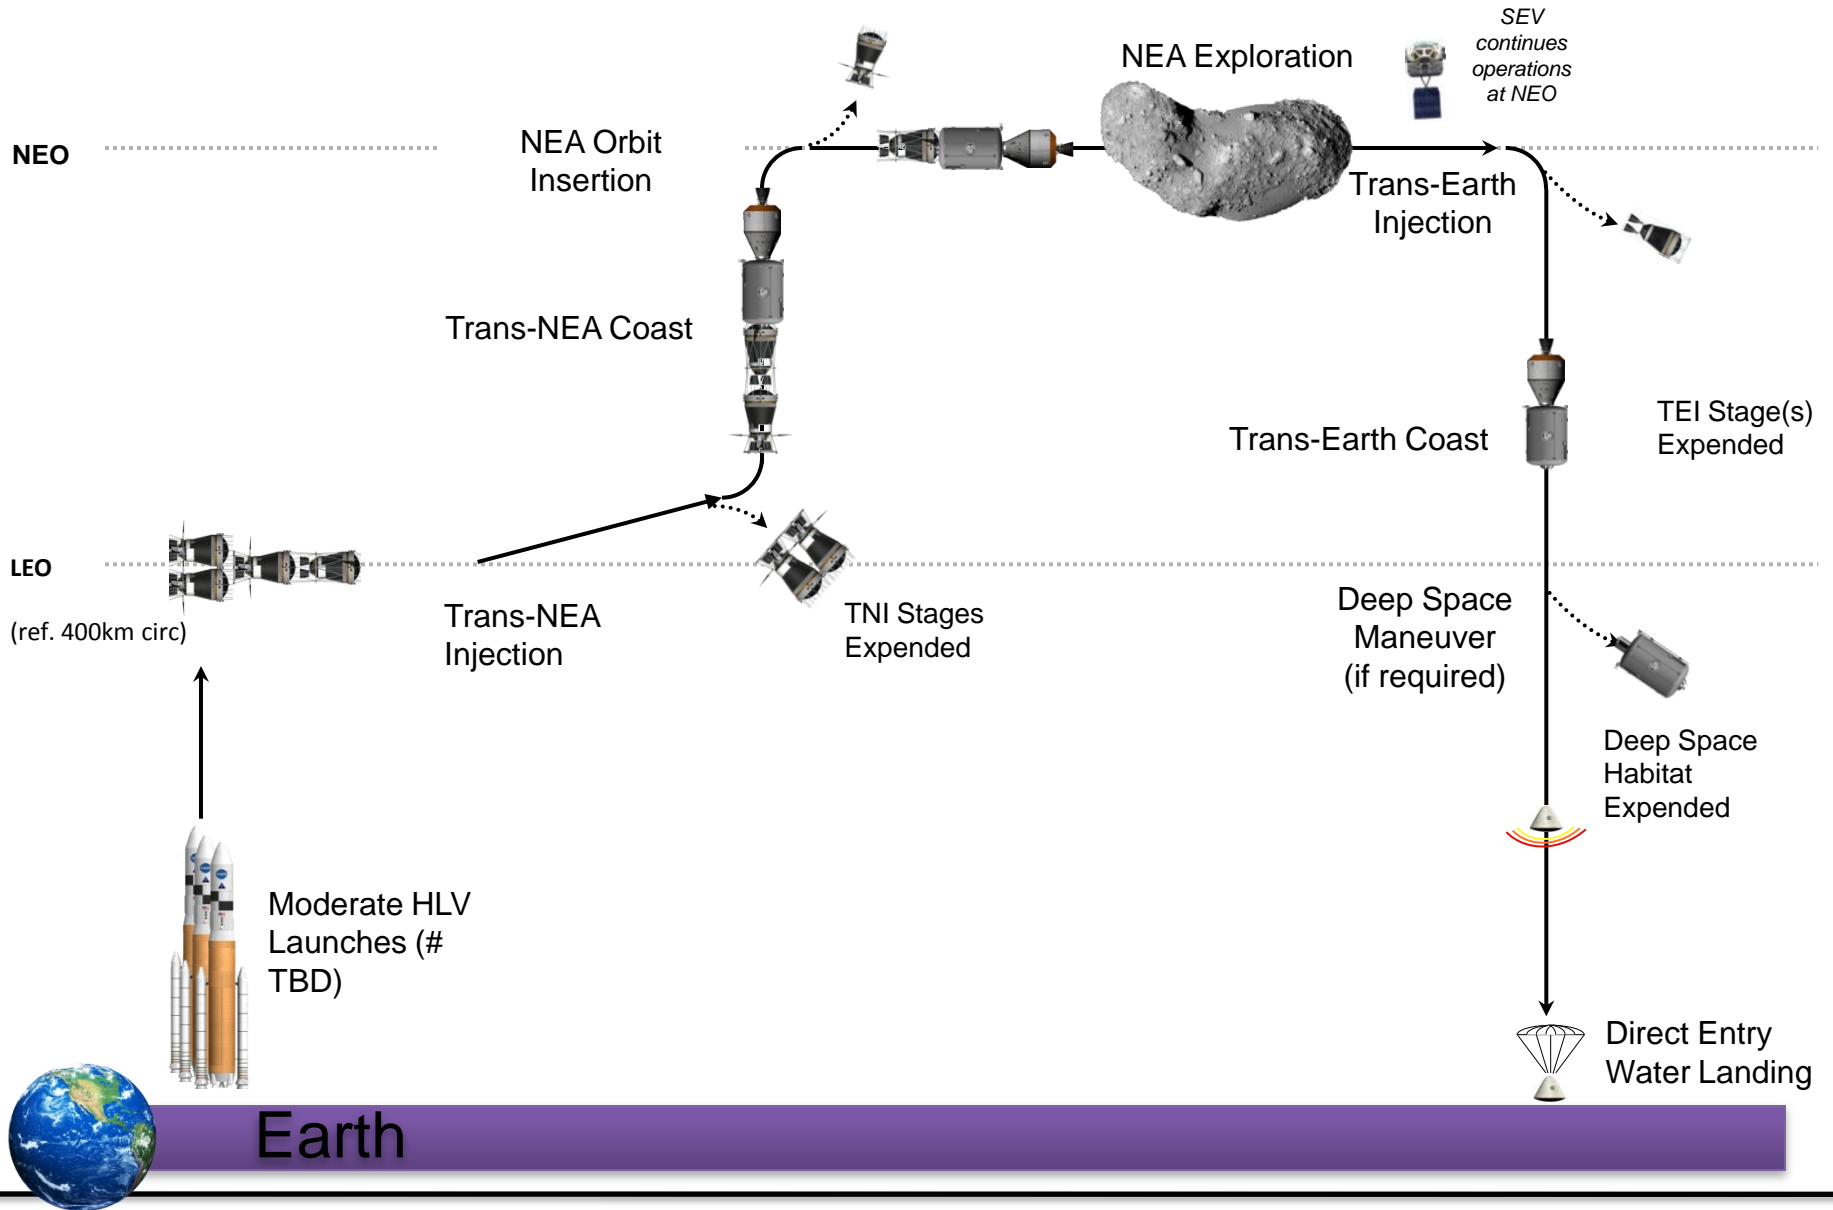 SEV
continues
operations
at NEO
NEA Exploration
NEO
NEA Orbit
Insertion
Trans-Earth
Injection
Trans-NEA Coast
TEI Stage(s)
Expended
Trans-Earth Coast
LEO
(ref. 400km circ)
Trans-NEA
Injection
TNI Stages
Expended
Deep Space
Maneuver
(if required)
Deep Space
Habitat
Expended
Moderate HLV
Launches (#
TBD)
Direct Entry
Water Landing
Earth